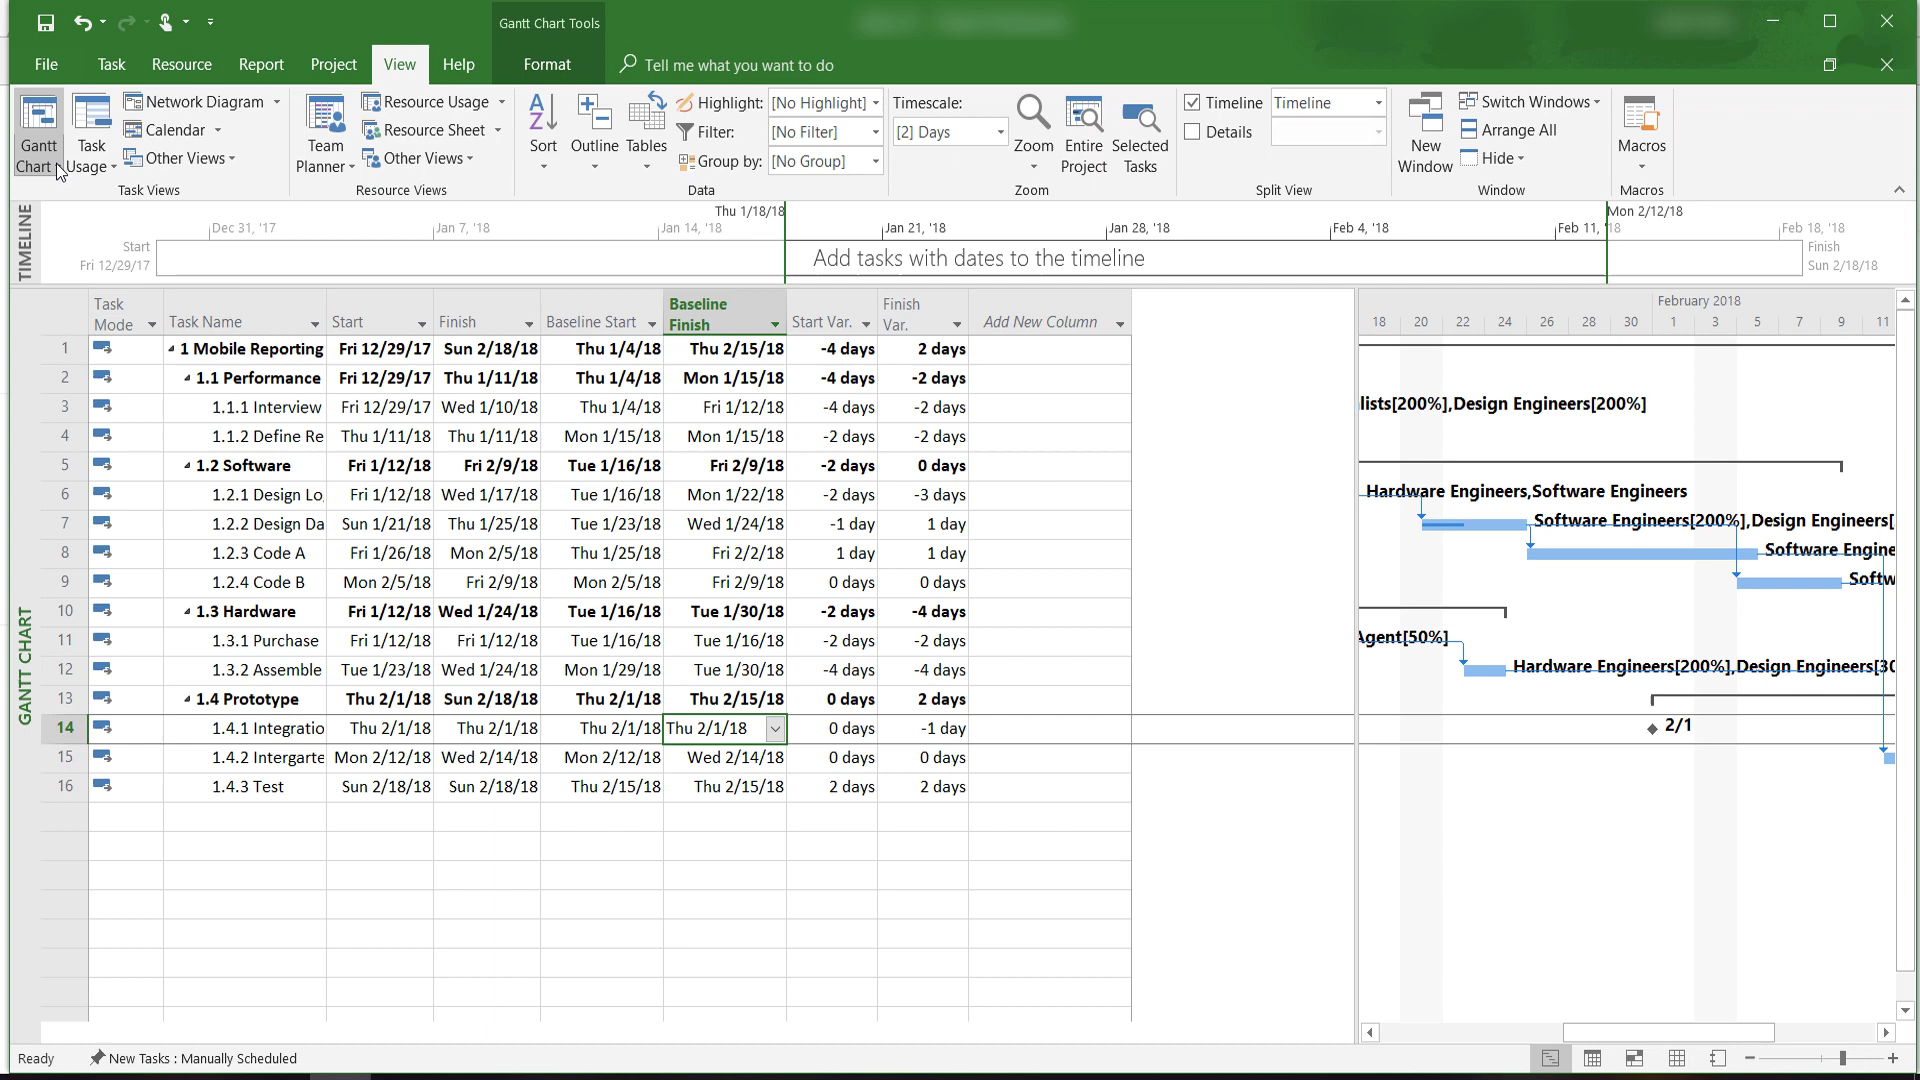 Gantt Chart Tools
File Task Resource Report Project View Help Format Tell me what you want to do
Gantt Chart
Task Usage
Network Diagram
Calendar
Other Views
Task Views
Team Planner
Resource Usage
Resource Sheet
Other Views
Resource Views
Sort
Outline
Tables
Highlight: [No Highlight]
Filter: [No Filter]
Group by: [No Group]
Data
Timescale:
[2] Days
Zoom
Entire Project
Selected Tasks
Zoom
Timeline Timeline
Details
Split View
New Window
Switch Windows
Arrange All
Hide
Window
Macros
Macros
TIMELINE
Thu 1/18/18 Mon 2/12/18
Dec 31, '17 Jan 7, '18 Jan 14, '18 Jan 21, '18 Jan 28, '18 Feb 4, '18 Feb 11, '18 Feb 18, '18
Start
Fri 12/29/17
Add tasks with dates to the timeline
Finish
Sun 2/18/18
GANTT CHART
Task Mode Task Name Start Finish Baseline Start Baseline Finish Start Var. Finish Var. Add New Column
1 1 Mobile Reporting Fri 12/29/17 Sun 2/18/18 Thu 1/4/18 Thu 2/15/18 -4 days 2 days
2 1.1 Performance Fri 12/29/17 Thu 1/11/18 Thu 1/4/18 Mon 1/15/18 -4 days -2 days
3 1.1.1 Interview Fri 12/29/17 Wed 1/10/18 Thu 1/4/18 Fri 1/12/18 -4 days -2 days
4 1.1.2 Define Re Thu 1/11/18 Thu 1/11/18 Mon 1/15/18 Mon 1/15/18 -2 days -2 days
5 1.2 Software Fri 1/12/18 Fri 2/9/18 Tue 1/16/18 Fri 2/9/18 -2 days 0 days
6 1.2.1 Design Lo Fri 1/12/18 Wed 1/17/18 Tue 1/16/18 Mon 1/22/18 -2 days -3 days
7 1.2.2 Design Da Sun 1/21/18 Thu 1/25/18 Tue 1/23/18 Wed 1/24/18 -1 day 1 day
8 1.2.3 Code A Fri 1/26/18 Mon 2/5/18 Thu 1/25/18 Fri 2/2/18 1 day 1 day
9 1.2.4 Code B Mon 2/5/18 Fri 2/9/18 Mon 2/5/18 Fri 2/9/18 0 days 0 days
10 1.3 Hardware Fri 1/12/18 Wed 1/24/18 Tue 1/16/18 Tue 1/30/18 -2 days -4 days
11 1.3.1 Purchase Fri 1/12/18 Fri 1/12/18 Tue 1/16/18 Tue 1/16/18 -2 days -2 days
12 1.3.2 Assemble Tue 1/23/18 Wed 1/24/18 Mon 1/29/18 Tue 1/30/18 -4 days -4 days
13 1.4 Prototype Thu 2/1/18 Sun 2/18/18 Thu 2/1/18 Thu 2/15/18 0 days 2 days
14 1.4.1 Integratio Thu 2/1/18 Thu 2/1/18 Thu 2/1/18 Thu 2/1/18 0 days -1 day
15 1.4.2 Intergarte Mon 2/12/18 Wed 2/14/18 Mon 2/12/18 Wed 2/14/18 0 days 0 days
16 1.4.3 Test Sun 2/18/18 Sun 2/18/18 Thu 2/15/18 Thu 2/15/18 2 days 2 days
February 2018
18 20 22 24 26 28 30 1 3 5 7 9 11
lists[200%],Design Engineers[200%]
Hardware Engineers,Software Engineers
Software Engineers[200%],Design Engineers[
Software Engine
Softw
Agent[50%]
Hardware Engineers[200%],Design Engineers[30
2/1
Ready New Tasks : Manually Scheduled